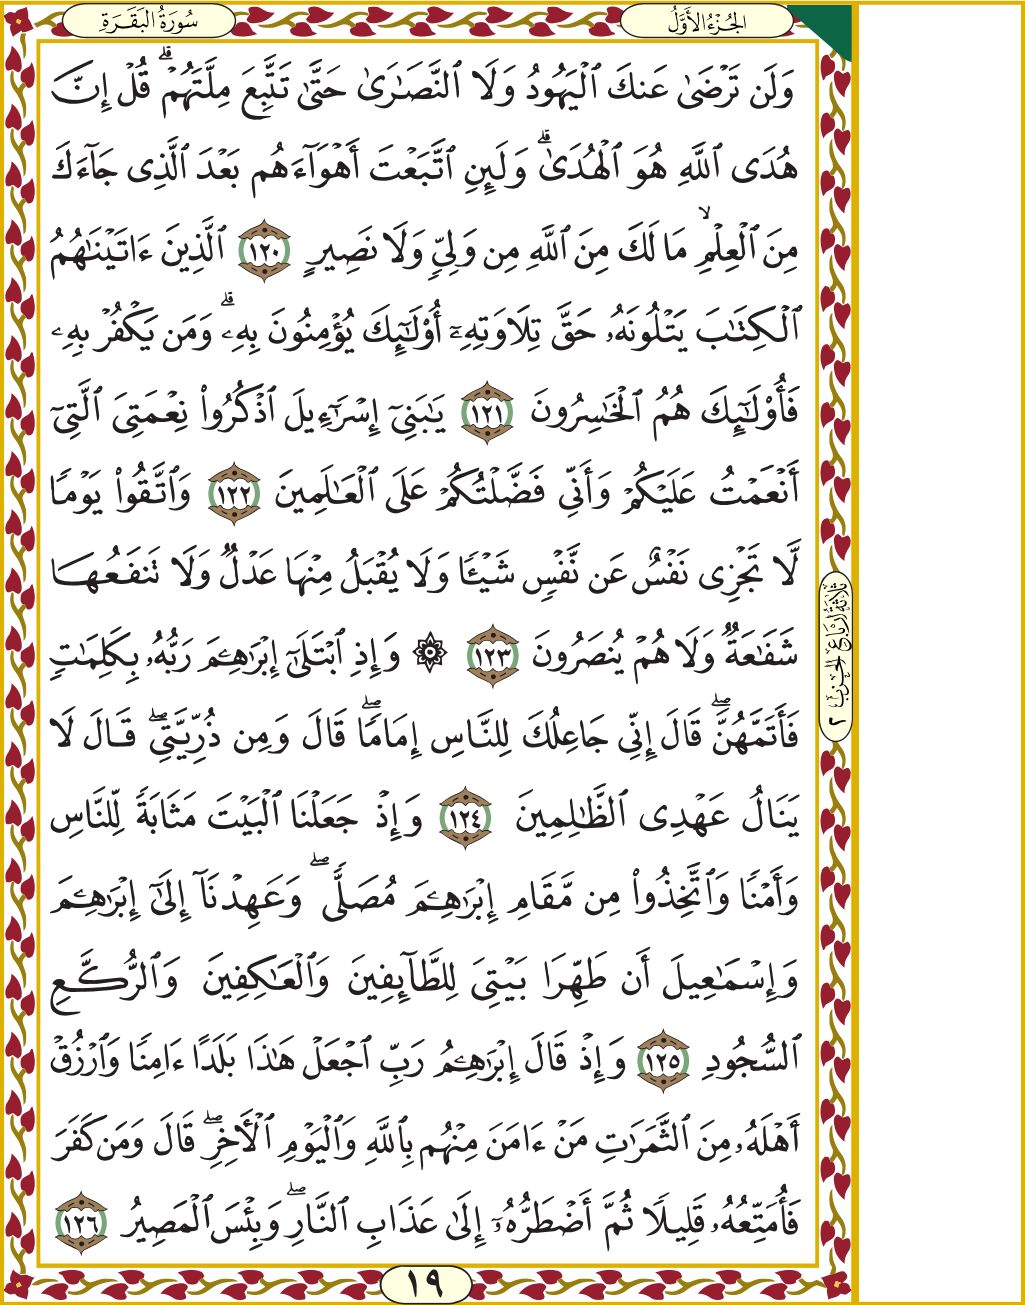 الجُزْءُ الأَوَّلُ
سُورَةُ البَقَرَةِ
وَلَن تَرْضَىٰ عَنكَ ٱلْيَهُودُ وَلَا ٱلنَّصَٰرَىٰ حَتَّىٰ تَتَّبِعَ مِلَّتَهُمْ ۗ قُلْ إِنَّ
هُدَى ٱللَّهِ هُوَ ٱلْهُدَىٰ ۗ وَلَئِنِ ٱتَّبَعْتَ أَهْوَآءَهُم بَعْدَ ٱلَّذِى جَآءَكَ
مِنَ ٱلْعِلْمِ ۙ مَا لَكَ مِنَ ٱللَّهِ مِن وَلِىٍّ وَلَا نَصِيرٍ ١٢٠ ٱلَّذِينَ ءَاتَيْنَٰهُمُ
ٱلْكِتَٰبَ يَتْلُونَهُۥ حَقَّ تِلَاوَتِهِۦٓ أُو۟لَٰٓئِكَ يُؤْمِنُونَ بِهِۦ ۗ وَمَن يَكْفُرْ بِهِۦ
فَأُو۟لَٰٓئِكَ هُمُ ٱلْخَٰسِرُونَ ١٢١ يَٰبَنِىٓ إِسْرَٰٓءِيلَ ٱذْكُرُوا۟ نِعْمَتِىَ ٱلَّتِىٓ
أَنْعَمْتُ عَلَيْكُمْ وَأَنِّى فَضَّلْتُكُمْ عَلَى ٱلْعَٰلَمِينَ ١٢٢ وَٱتَّقُوا۟ يَوْمًا
لَّا تَجْزِى نَفْسٌ عَن نَّفْسٍ شَيْـًٔا وَلَا يُقْبَلُ مِنْهَا عَدْلٌ وَلَا تَنفَعُهَا
شَفَٰعَةٌ وَلَا هُمْ يُنصَرُونَ ١٢٣ ۞ وَإِذِ ٱبْتَلَىٰٓ إِبْرَٰهِـۧمَ رَبُّهُۥ بِكَلِمَٰتٍ
فَأَتَمَّهُنَّ ۖ قَالَ إِنِّى جَاعِلُكَ لِلنَّاسِ إِمَامًا ۖ قَالَ وَمِن ذُرِّيَّتِى ۖ قَالَ لَا
يَنَالُ عَهْدِى ٱلظَّٰلِمِينَ ١٢٤ وَإِذْ جَعَلْنَا ٱلْبَيْتَ مَثَابَةً لِّلنَّاسِ
وَأَمْنًا وَٱتَّخِذُوا۟ مِن مَّقَامِ إِبْرَٰهِـۧمَ مُصَلًّى ۖ وَعَهِدْنَآ إِلَىٰٓ إِبْرَٰهِـۧمَ
وَإِسْمَٰعِيلَ أَن طَهِّرَا بَيْتِىَ لِلطَّآئِفِينَ وَٱلْعَٰكِفِينَ وَٱلرُّكَّعِ
ٱلسُّجُودِ ١٢٥ وَإِذْ قَالَ إِبْرَٰهِـۧمُ رَبِّ ٱجْعَلْ هَٰذَا بَلَدًا ءَامِنًا وَٱرْزُقْ
أَهْلَهُۥ مِنَ ٱلثَّمَرَٰتِ مَنْ ءَامَنَ مِنْهُم بِٱللَّهِ وَٱلْيَوْمِ ٱلْـَٔاخِرِ ۖ قَالَ وَمَن كَفَرَ
فَأُمَتِّعُهُۥ قَلِيلًا ثُمَّ أَضْطَرُّهُۥٓ إِلَىٰ عَذَابِ ٱلنَّارِ ۖ وَبِئْسَ ٱلْمَصِيرُ ١٢٦
ثَلَاثَةُ أَرْبَاعِ الحِزْبِ ٢
١٩